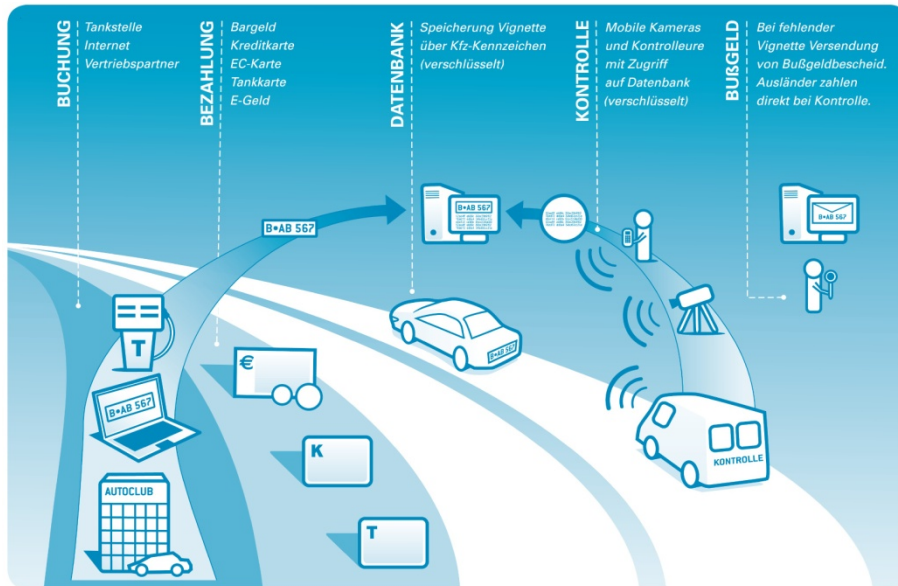 BUCHUNG
Tankstelle
Internet
Vertriebspartner
BEZAHLUNG
Bargeld
Kreditkarte
EC-Karte
Tankkarte
E-Geld
DATENBANK
Speicherung Vignette
über Kfz-Kennzeichen
(verschlüsselt)
KONTROLLE
Mobile Kameras
und Kontrolleure
mit Zugriff
auf Datenbank
(verschlüsselt)
BUßGELD
Bei fehlender
Vignette Versendung
von Bußgeldbescheid.
Ausländer zahlen
direkt bei Kontrolle.
B•AB 567
B•AB 567
B•AB 567
T
€
B•AB 567
B•AB 567
K
KONTROLLE
AUTOCLUB
T